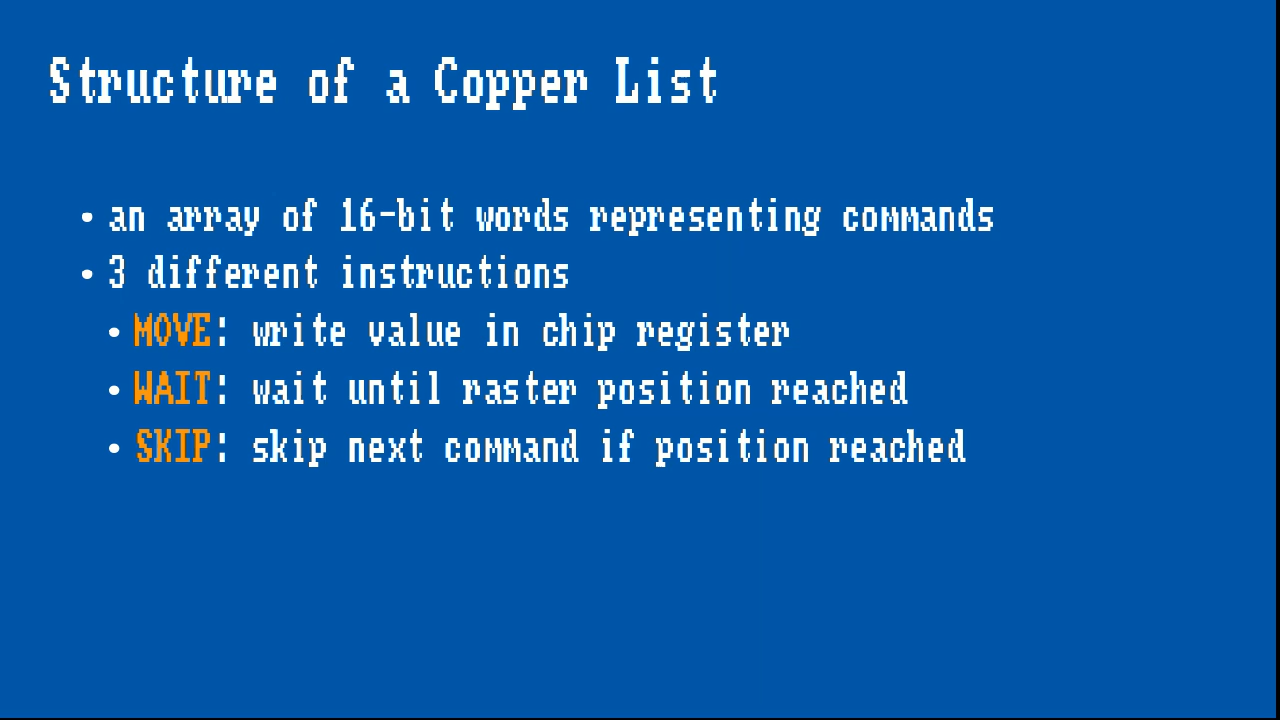 Structure of a Copper List
• an array of 16-bit words representing commands
• 3 different instructions
• MOVE: write value in chip register
• WAIT: wait until raster position reached
• SKIP: skip next command if position reached